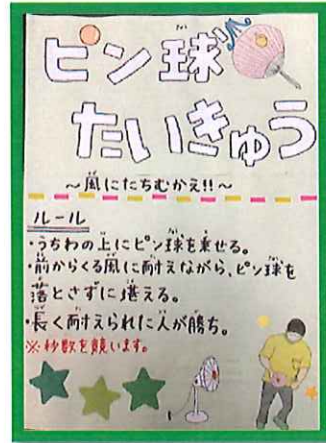 ピン球
たいきゅう
~風にたちむかえ!!~
ルール
・うちわの上にピン球を乗せる。
・前からくる風に耐えながら、ピン球を
落とさずに堪える。
・長く耐えられた人が勝ち。
※秒数を競います。